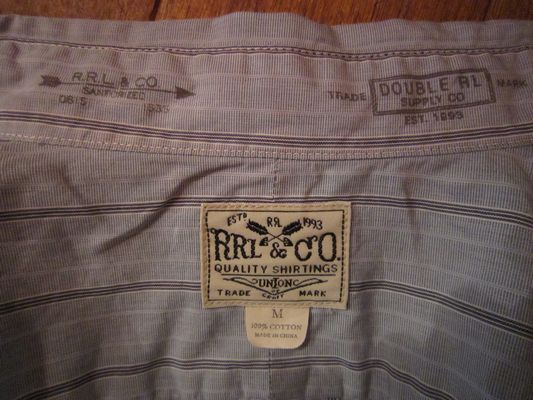 R.R.L. & CO.
SANFORIZED
TRADE DOUBLE RL MARK
SUPPLY CO
EST. 1993
ESTD RRL 1993
RRL & CO.
QUALITY SHIRTINGS
UNION
TRADE MARK
M
100% COTTON
MADE IN CHINA